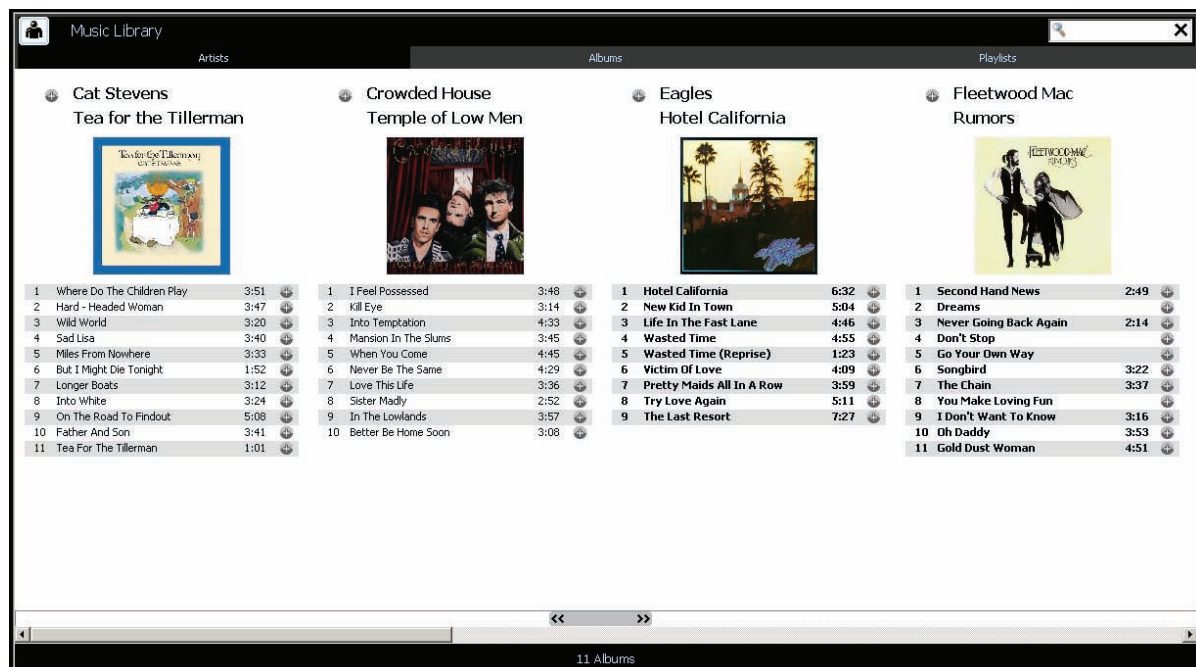 Music Library
Artists Albums Playlists
Cat Stevens
Tea for the Tillerman
Tea for the Tillerman
CAT STEVENS
1 Where Do The Children Play 3:51
2 Hard - Headed Woman 3:47
3 Wild World 3:20
4 Sad Lisa 3:40
5 Miles From Nowhere 3:33
6 But I Might Die Tonight 1:52
7 Longer Boats 3:12
8 Into White 3:24
9 On The Road To Findout 5:08
10 Father And Son 3:41
11 Tea For The Tillerman 1:01
Crowded House
Temple of Low Men
Crowded House
1 I Feel Possessed 3:48
2 Kill Eye 3:14
3 Into Temptation 4:33
4 Mansion In The Slums 3:45
5 When You Come 4:45
6 Never Be The Same 4:29
7 Love This Life 3:36
8 Sister Madly 2:52
9 In The Lowlands 3:57
10 Better Be Home Soon 3:08
Eagles
Hotel California
1 Hotel California 6:32
2 New Kid In Town 5:04
3 Life In The Fast Lane 4:46
4 Wasted Time 4:55
5 Wasted Time (Reprise) 1:23
6 Victim Of Love 4:09
7 Pretty Maids All In A Row 3:59
8 Try Love Again 5:11
9 The Last Resort 7:27
Fleetwood Mac
Rumors
FLEETWOOD MAC
RUMOURS
1 Second Hand News 2:49
2 Dreams
3 Never Going Back Again 2:14
4 Don't Stop
5 Go Your Own Way
6 Songbird 3:22
7 The Chain 3:37
8 You Make Loving Fun
9 I Don't Want To Know 3:16
10 Oh Daddy 3:53
11 Gold Dust Woman 4:51
<< >>
11 Albums